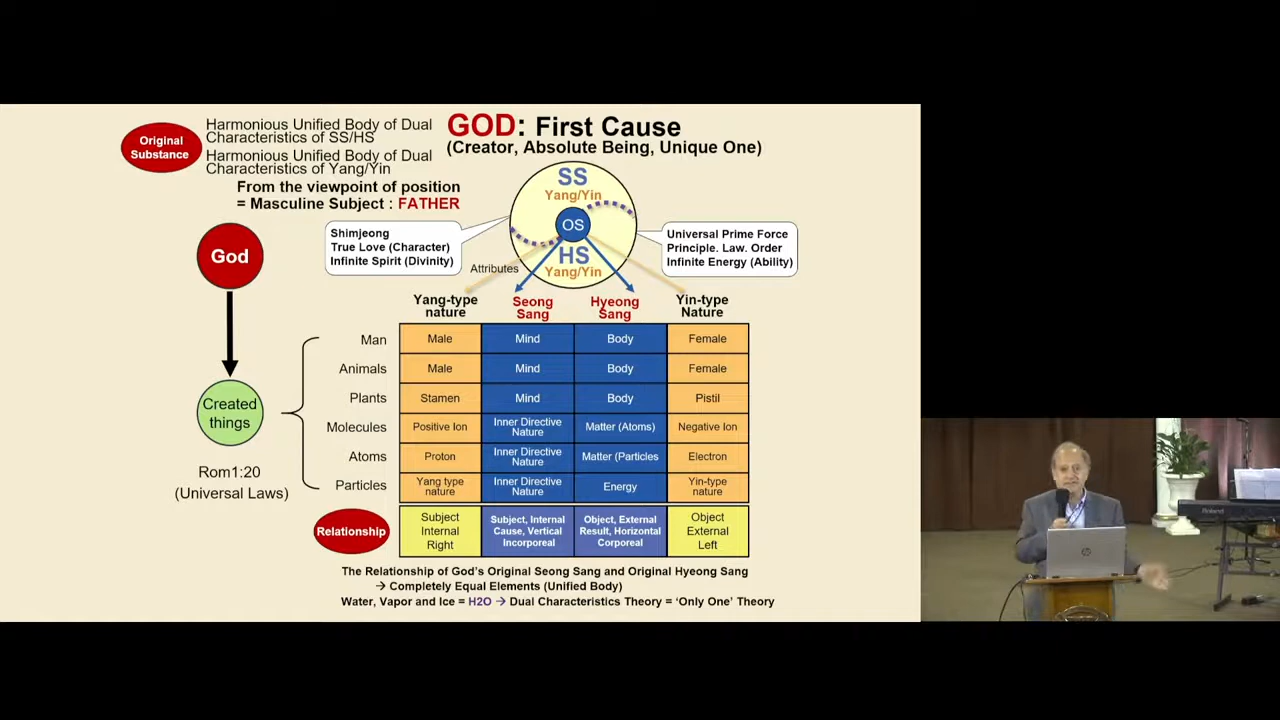 Original
Substance
Harmonious Unified Body of Dual
Characteristics of SS/HS
Harmonious Unified Body of Dual
Characteristics of Yang/Yin
From the viewpoint of position
= Masculine Subject : FATHER
GOD: First Cause
(Creator, Absolute Being, Unique One)
SS
Yang/Yin
OS
HS
Yang/Yin
God
Shimjeong
True Love (Character)
Infinite Spirit (Divinity)
Universal Prime Force
Principle. Law. Order
Infinite Energy (Ability)
Attributes
Yang-type
nature
Seong
Sang
Hyeong
Sang
Yin-type
Nature
Man Male Mind Body Female
Animals Male Mind Body Female
Plants Stamen Mind Body Pistil
Molecules Positive Ion Inner Directive Nature Matter (Atoms) Negative Ion
Atoms Proton Inner Directive Nature Matter (Particles Electron
Particles Yang type nature Inner Directive Nature Energy Yin-type nature
Created
things
Rom1:20
(Universal Laws)
Relationship
Subject
Internal
Right
Subject, Internal
Cause, Vertical
Incorporeal
Object, External
Result, Horizontal
Corporeal
Object
External
Left
The Relationship of God's Original Seong Sang and Original Hyeong Sang
→ Completely Equal Elements (Unified Body)
Water, Vapor and Ice = H2O → Dual Characteristics Theory = 'Only One' Theory
Roland
hp